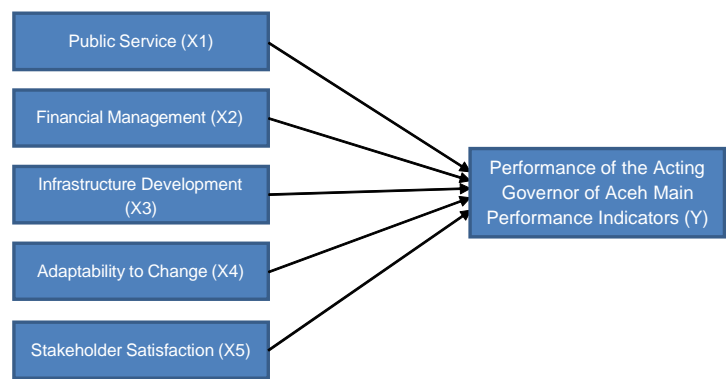 Public Service (X1)
Financial Management (X2)
Infrastructure Development
(X3)
Adaptability to Change (X4)
Stakeholder Satisfaction (X5)
Performance of the Acting
Governor of Aceh Main
Performance Indicators (Y)